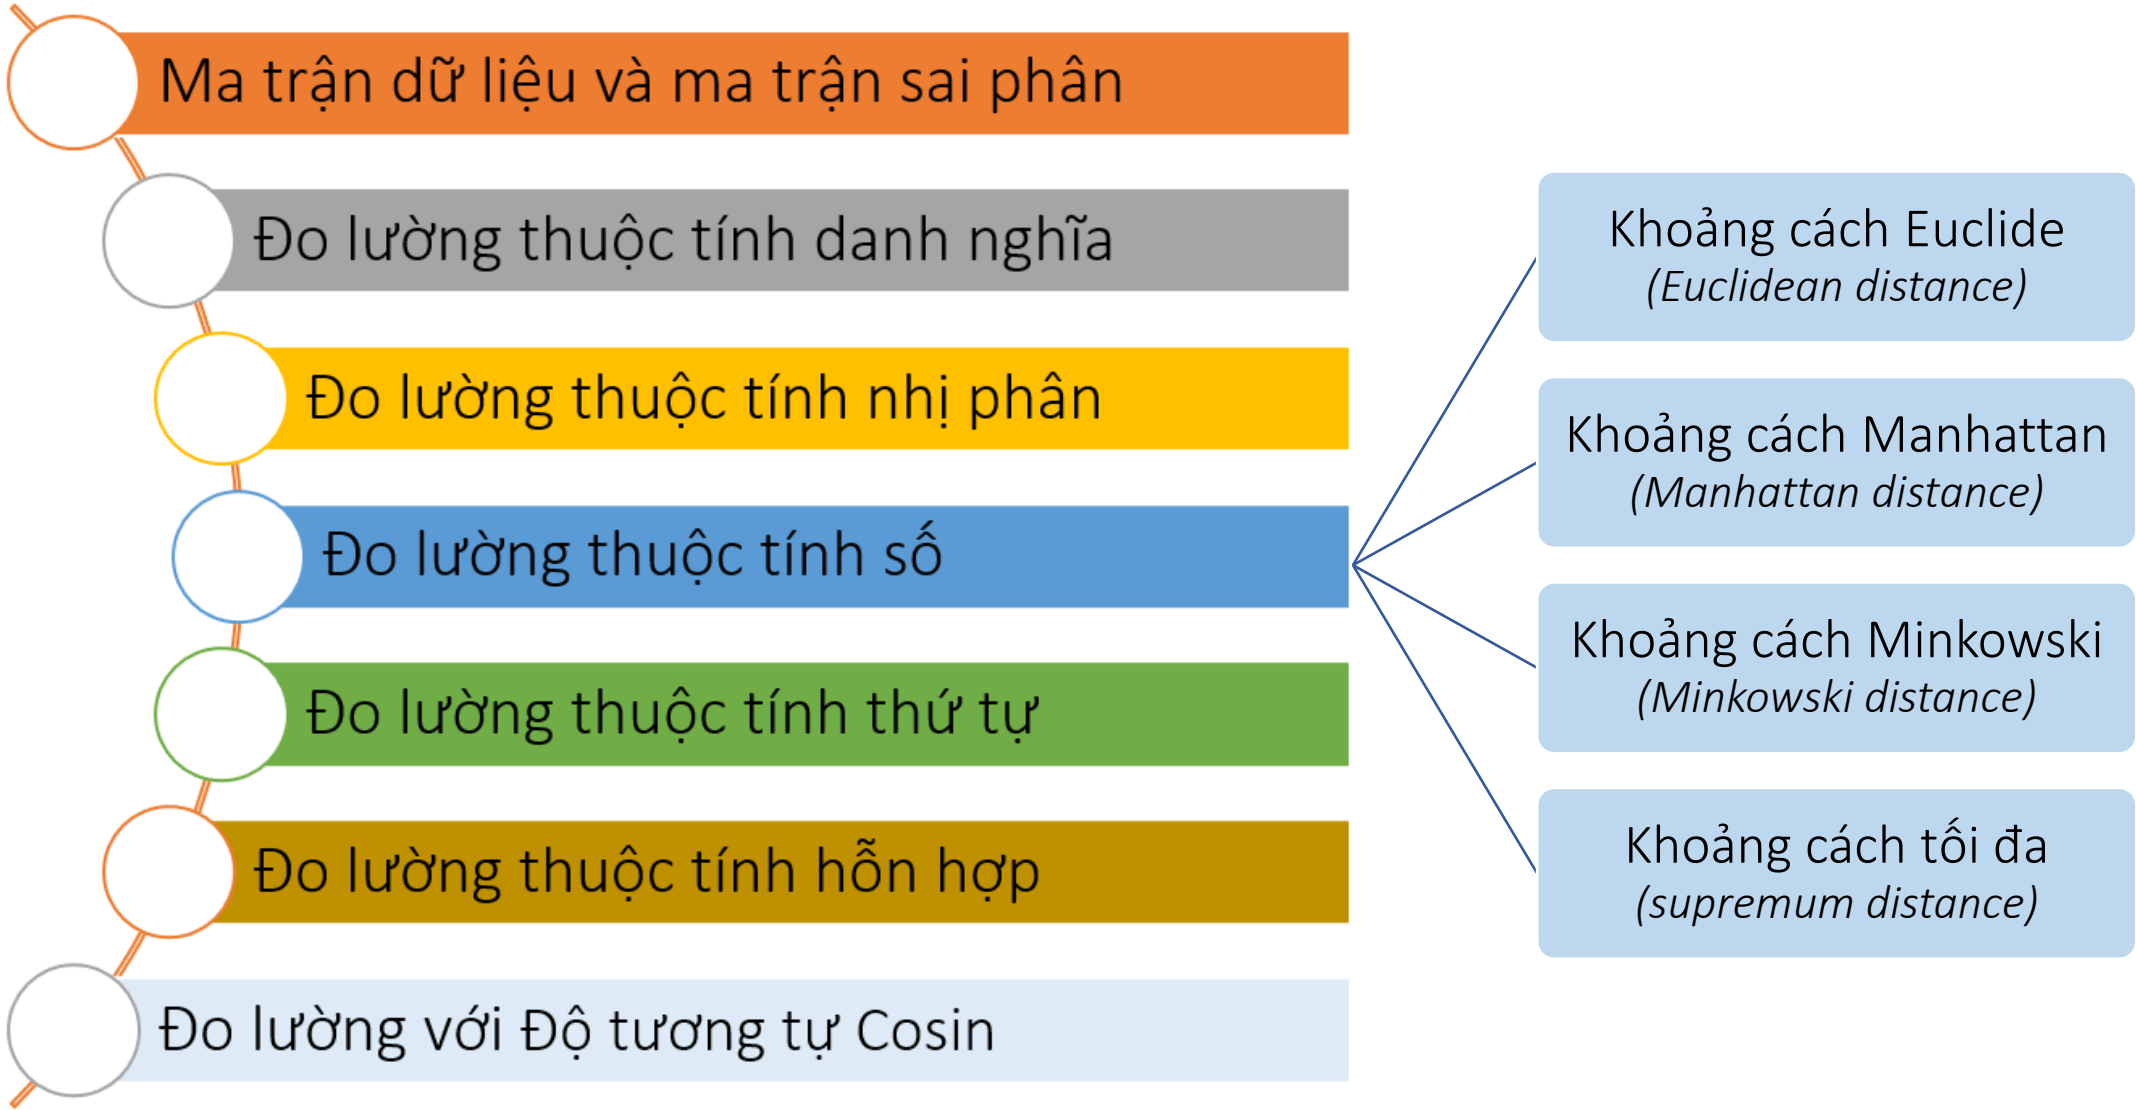 Ma trận dữ liệu và ma trận sai phân
Đo lường thuộc tính danh nghĩa
Đo lường thuộc tính nhị phân
Đo lường thuộc tính số
Đo lường thuộc tính thứ tự
Đo lường thuộc tính hỗn hợp
Đo lường với Độ tương tự Cosin
Khoảng cách Euclide
(Euclidean distance)
Khoảng cách Manhattan
(Manhattan distance)
Khoảng cách Minkowski
(Minkowski distance)
Khoảng cách tối đa
(supremum distance)